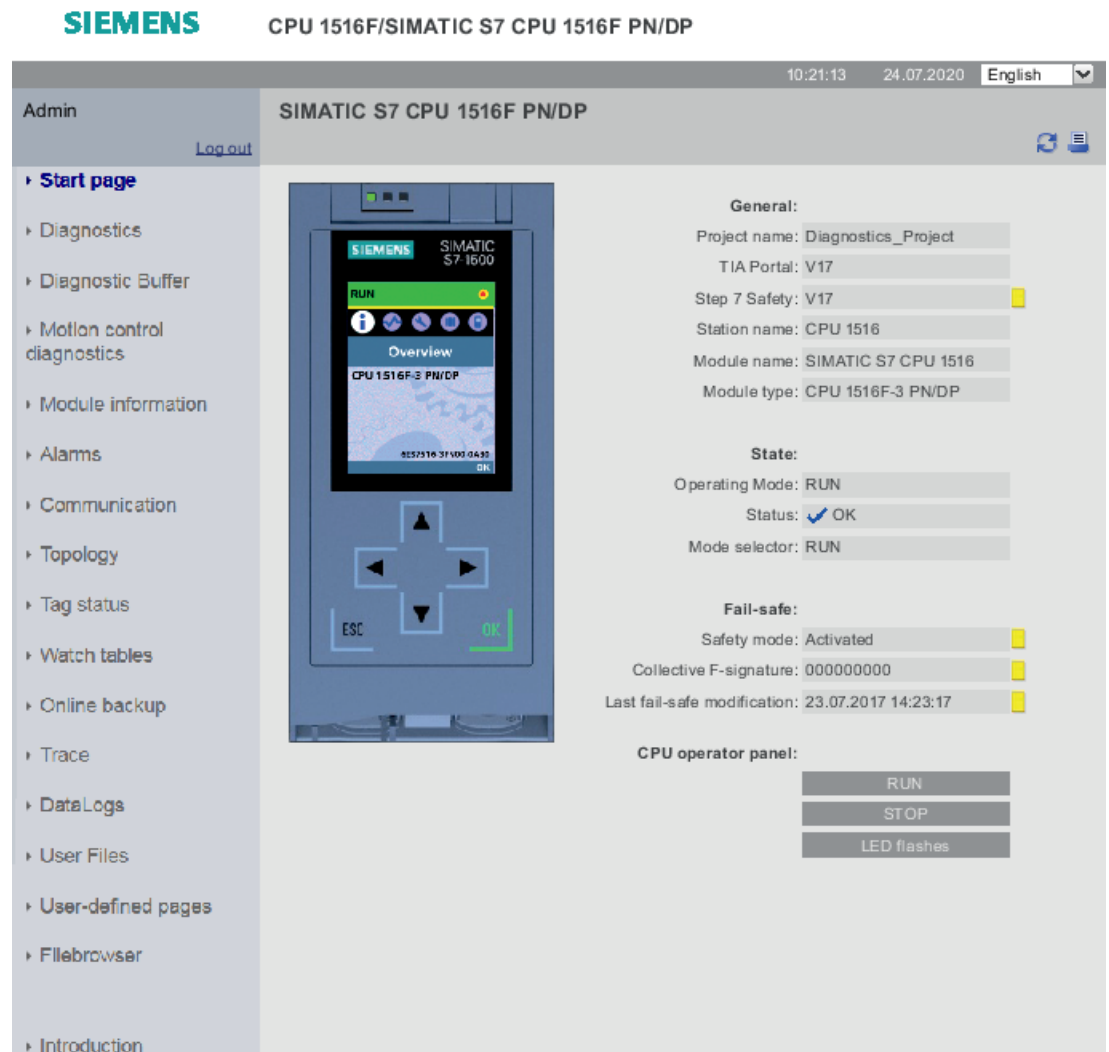 SIEMENS CPU 1516F/SIMATIC S7 CPU 1516F PN/DP
10:21:13 24.07.2020 English
Admin
Log out
SIMATIC S7 CPU 1516F PN/DP
Start page
Diagnostics
Diagnostic Buffer
Motion control
diagnostics
Module information
Alarms
Communication
Topology
Tag status
Watch tables
Online backup
Trace
DataLogs
User Files
User-defined pages
Filebrowser
Introduction
SIEMENS SIMATIC
S7-1500
RUN
Overview
CPU 1516F-3 PN/DP
OK
ESC OK
General:
Project name: Diagnostics_Project
TIA Portal: V17
Step 7 Safety: V17
Station name: CPU 1516
Module name: SIMATIC S7 CPU 1516
Module type: CPU 1516F-3 PN/DP
State:
Operating Mode: RUN
Status: OK
Mode selector: RUN
Fail-safe:
Safety mode: Activated
Collective F-signature: 000000000
Last fail-safe modification: 23.07.2017 14:23:17
CPU operator panel:
RUN
STOP
LED flashes